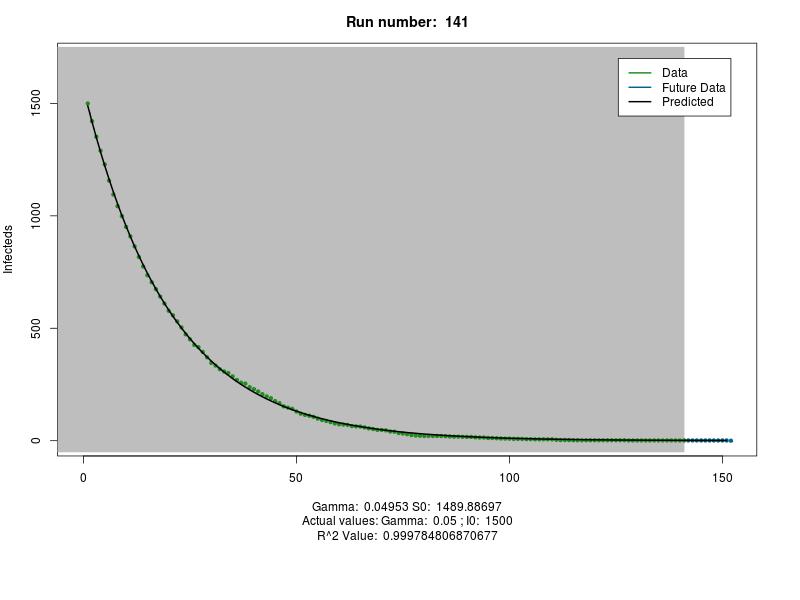 Run number:  141
Data
Future Data
Predicted
Infecteds
1500
1000
500
0
0
50
100
150
Gamma:  0.04953 S0:  1489.88697
Actual values: Gamma:  0.05 ; I0:  1500
R^2 Value:  0.999784806870677